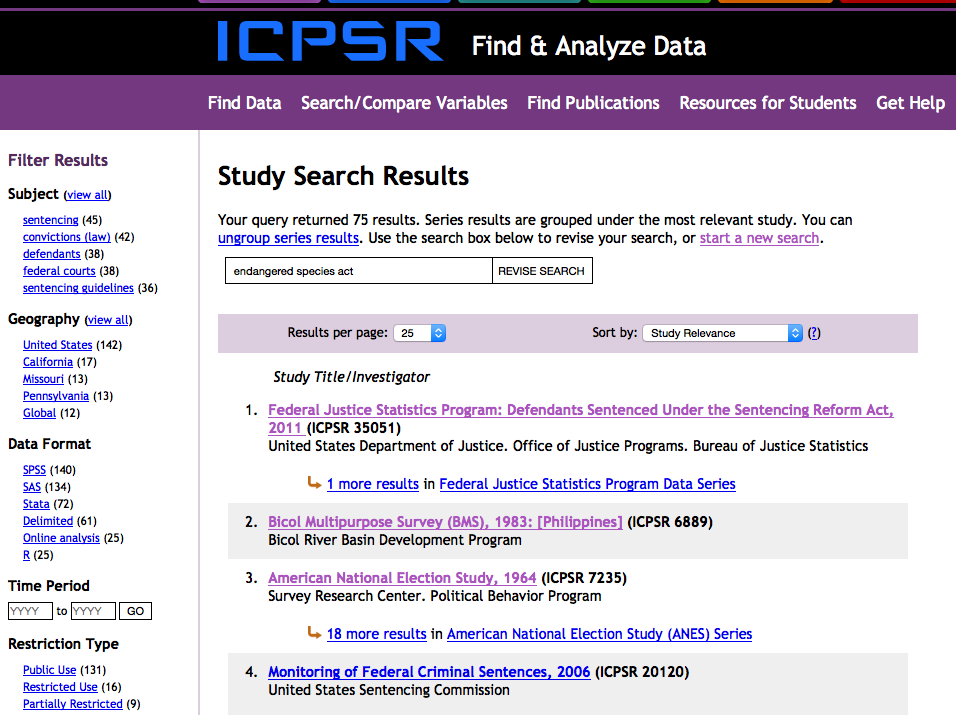 ICPSR Find & Analyze Data
Find Data Search/Compare Variables Find Publications Resources for Students Get Help
Filter Results
Subject (view all)
sentencing (45)
convictions (law) (42)
defendants (38)
federal courts (38)
sentencing guidelines (36)
Geography (view all)
United States (142)
California (17)
Missouri (13)
Pennsylvania (13)
Global (12)
Data Format
SPSS (140)
SAS (134)
Stata (72)
Delimited (61)
Online analysis (25)
R (25)
Time Period
YYYY to YYYY GO
Restriction Type
Public Use (131)
Restricted Use (16)
Partially Restricted (9)
Study Search Results
Your query returned 75 results. Series results are grouped under the most relevant study. You can
ungroup series results. Use the search box below to revise your search, or start a new search.
endangered species act REVISE SEARCH
Results per page: 25 Sort by: Study Relevance (?)
Study Title/Investigator
1. Federal Justice Statistics Program: Defendants Sentenced Under the Sentencing Reform Act,
2011 (ICPSR 35051)
United States Department of Justice. Office of Justice Programs. Bureau of Justice Statistics
1 more results in Federal Justice Statistics Program Data Series
2. Bicol Multipurpose Survey (BMS), 1983: [Philippines] (ICPSR 6889)
Bicol River Basin Development Program
3. American National Election Study, 1964 (ICPSR 7235)
Survey Research Center. Political Behavior Program
18 more results in American National Election Study (ANES) Series
4. Monitoring of Federal Criminal Sentences, 2006 (ICPSR 20120)
United States Sentencing Commission